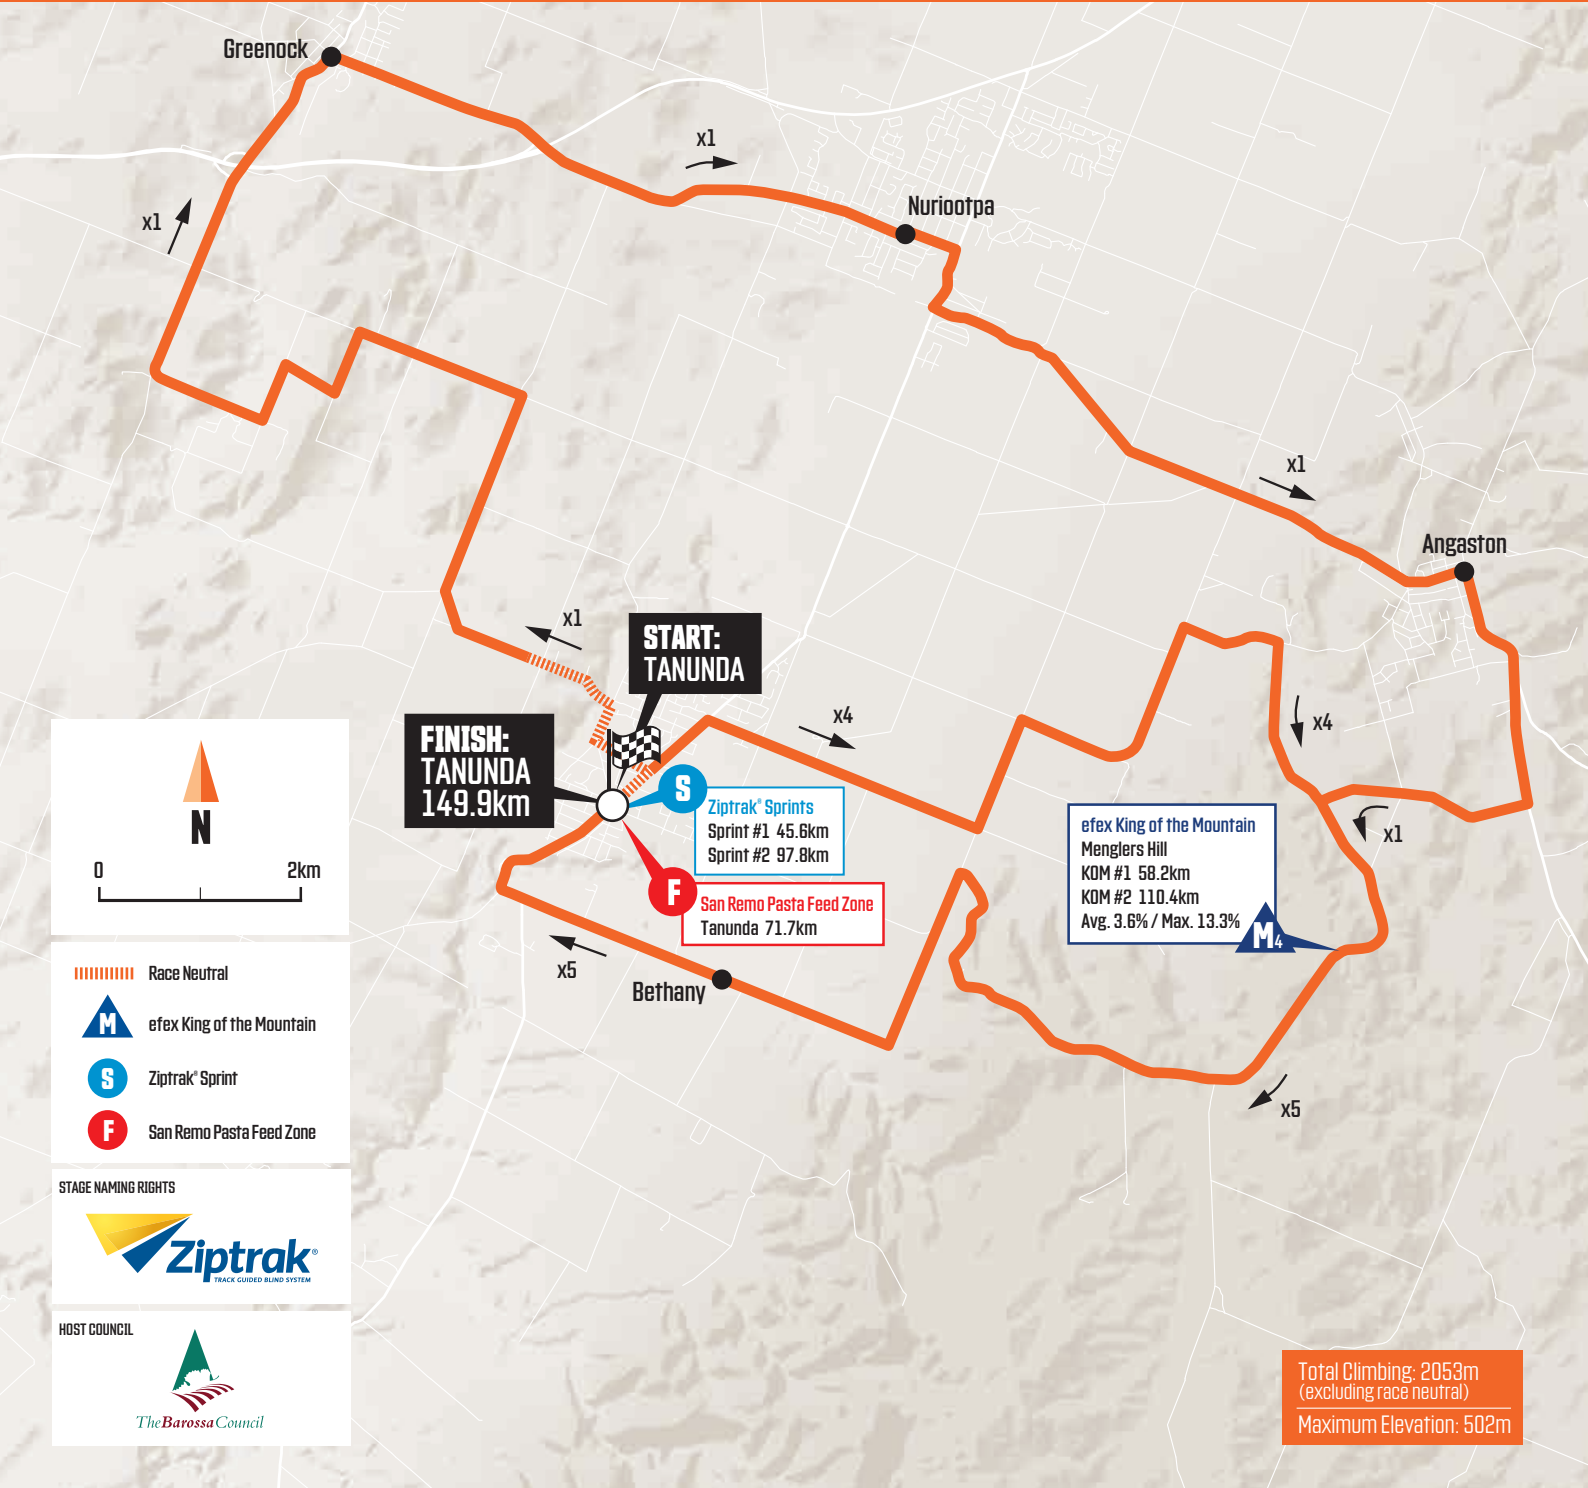 Greenock
x1
x1
Nuriootpa
x1
Angaston
x1
START:
TANUNDA
FINISH:
TANUNDA
149.9km
x4
x4
x1
S
Ziptrak® Sprints
Sprint #1 45.6km
Sprint #2 97.8km
F
San Remo Pasta Feed Zone
Tanunda 71.7km
efex King of the Mountain
Menglers Hill
KOM #1 58.2km
KOM #2 110.4km
Avg. 3.6% / Max. 13.3%
M4
x5
Bethany
x5
N
0 2km
Race Neutral
M efex King of the Mountain
S Ziptrak® Sprint
F San Remo Pasta Feed Zone
STAGE NAMING RIGHTS
Ziptrak®
TRACK GUIDED BLIND SYSTEM
HOST COUNCIL
The Barossa Council
Total Climbing: 2053m
(excluding race neutral)
Maximum Elevation: 502m